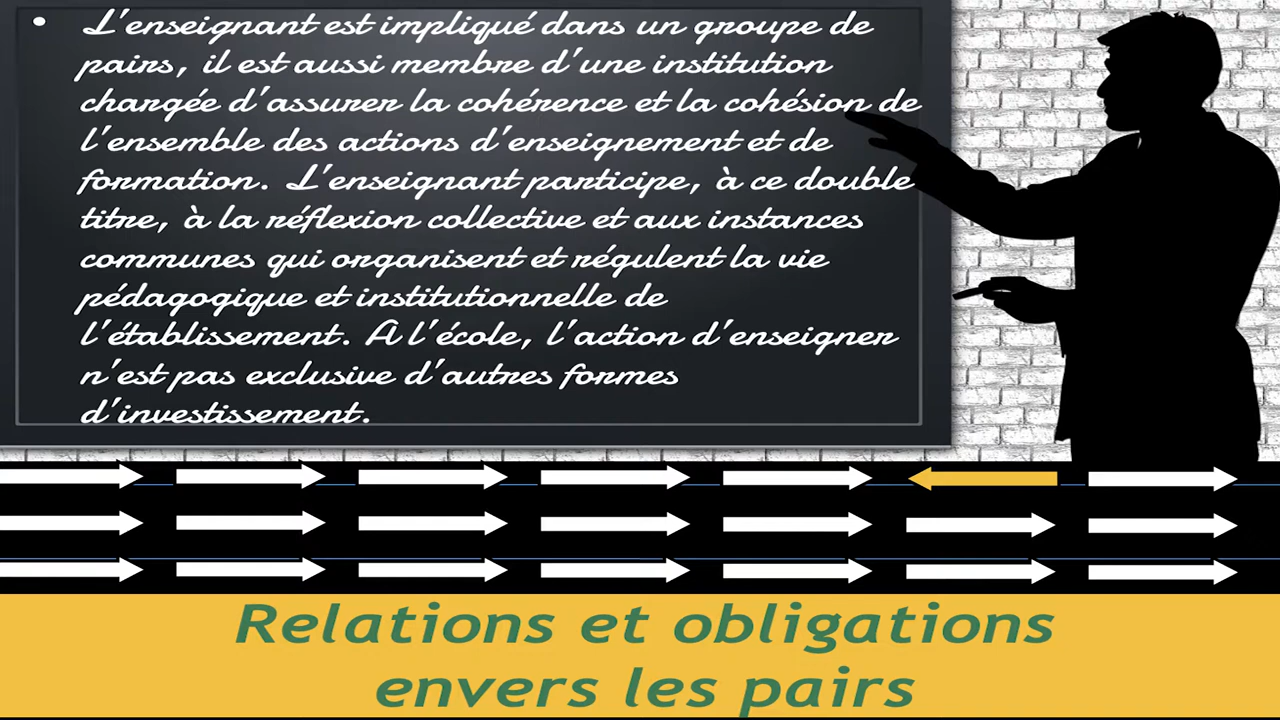 • L'enseignant est impliqué dans un groupe de
pairs, il est aussi membre d'une institution
chargée d'assurer la cohérence et la cohésion de
l'ensemble des actions d'enseignement et de
formation. L'enseignant participe, à ce double
titre, à la réflexion collective et aux instances
communes qui organisent et régulent la vie
pédagogique et institutionnelle de
l'établissement. A l'école, l'action d'enseigner
n'est pas exclusive d'autres formes
d'investissement.
Relations et obligations
envers les pairs